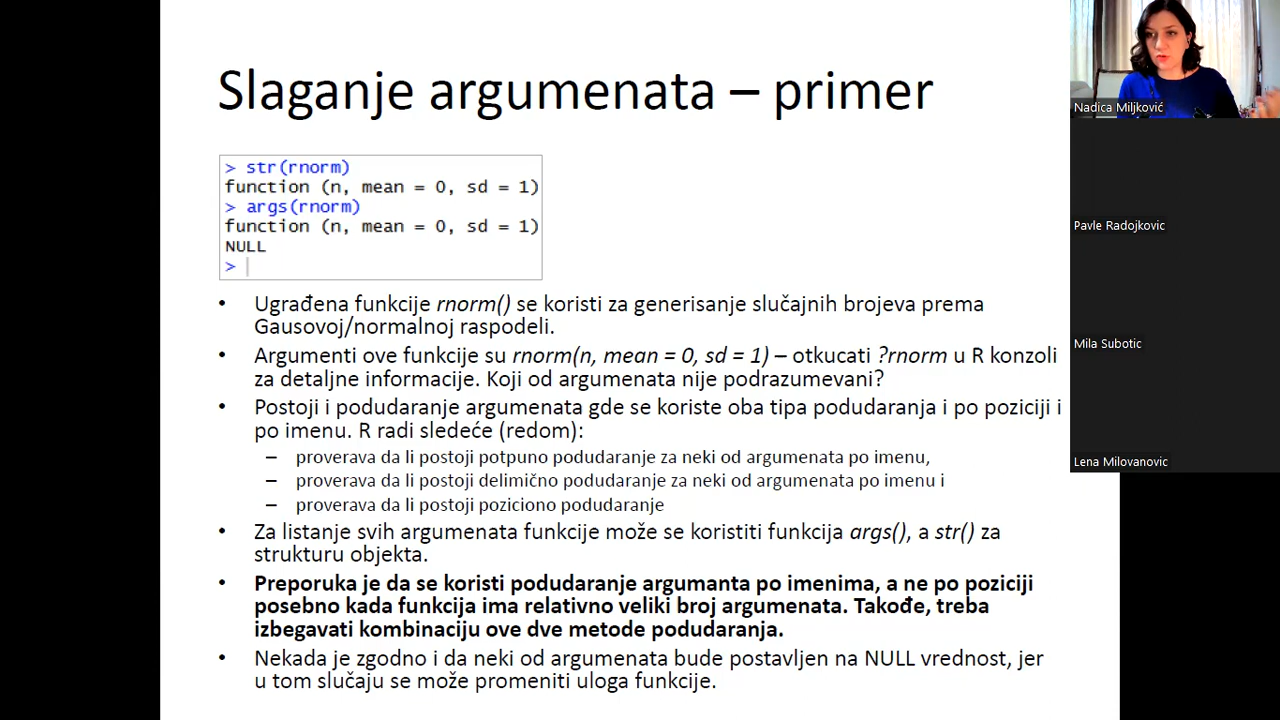 Slaganje argumenata – primer
> str(rnorm)
function (n, mean = 0, sd = 1)
> args(rnorm)
function (n, mean = 0, sd = 1)
NULL
>
• Ugrađena funkcije rnorm() se koristi za generisanje slučajnih brojeva prema
Gausovoj/normalnoj raspodeli.
• Argumenti ove funkcije su rnorm(n, mean = 0, sd = 1) – otkucati ?rnorm u R konzoli
za detaljne informacije. Koji od argumenata nije podrazumevani?
• Postoji i podudaranje argumenata gde se koriste oba tipa podudaranja i po poziciji i
po imenu. R radi sledeće (redom):
– proverava da li postoji potpuno podudaranje za neki od argumenata po imenu,
– proverava da li postoji delimično podudaranje za neki od argumenata po imenu i
– proverava da li postoji poziciono podudaranje
• Za listanje svih argumenata funkcije može se koristiti funkcija args(), a str() za
strukturu objekta.
• Preporuka je da se koristi podudaranje argumanta po imenima, a ne po poziciji
posebno kada funkcija ima relativno veliki broj argumenata. Takođe, treba
izbegavati kombinaciju ove dve metode podudaranja.
• Nekada je zgodno i da neki od argumenata bude postavljen na NULL vrednost, jer
u tom slučaju se može promeniti uloga funkcije.
Nadica Miljković
Pavle Radojkovic
Mila Subotic
Lena Milovanovic